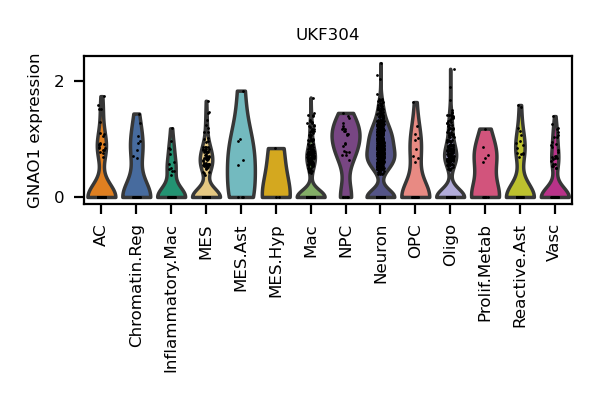 UKF304
GNAO1 expression
2
0
AC
Chromatin.Reg
Inflammatory.Mac
MES
MES.Ast
MES.Hyp
Mac
NPC
Neuron
OPC
Oligo
Prolif.Metab
Reactive.Ast
Vasc